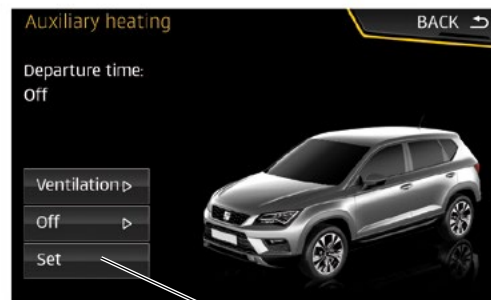 Auxiliary heating
BACK
Departure time:
Off
Ventilation
Off
Set